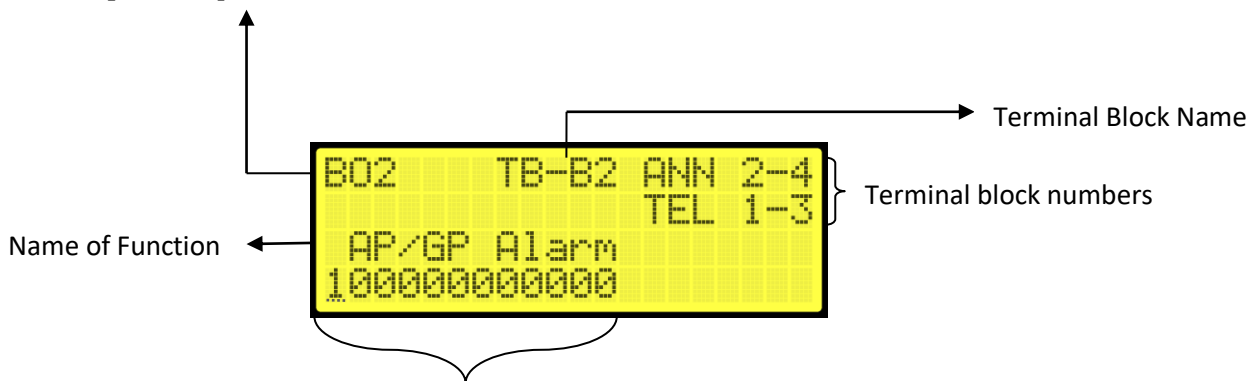 Terminal Block Name
BO2 TB-B2 ANN 2-4
TEL 1-3
Terminal block numbers
Name of Function
AP/GP Alarm
100000000000